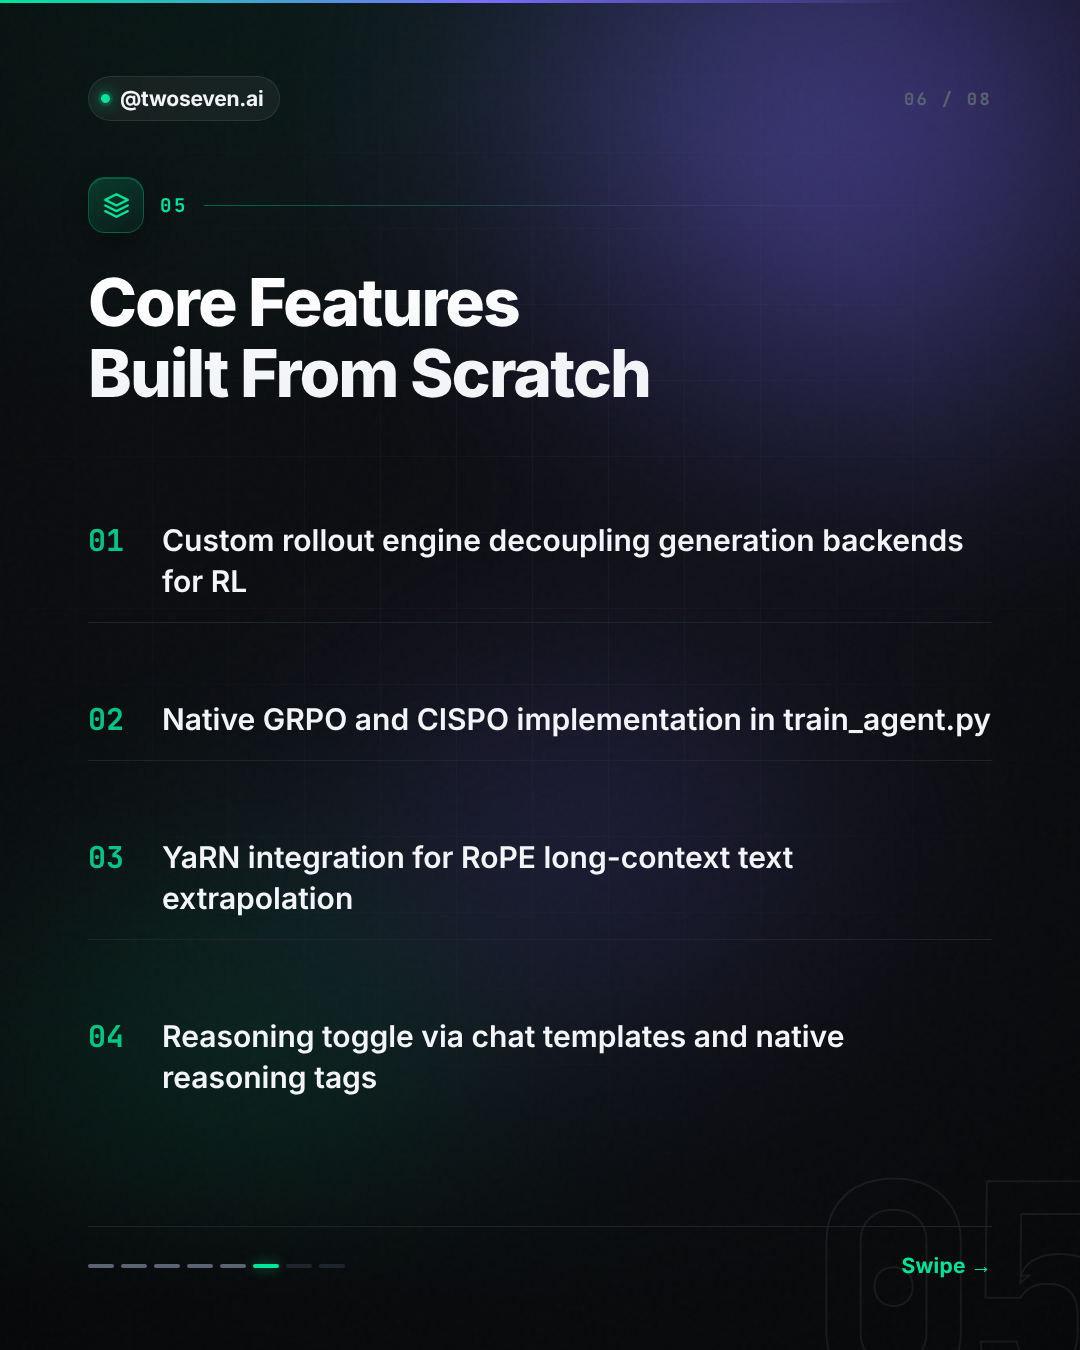 @twoseven.ai
06 / 08
05
Core Features
Built From Scratch
01 Custom rollout engine decoupling generation backends
for RL
02 Native GRPO and CISPO implementation in train_agent.py
03 YaRN integration for RoPE long-context text
extrapolation
04 Reasoning toggle via chat templates and native
reasoning tags
Swipe →
05